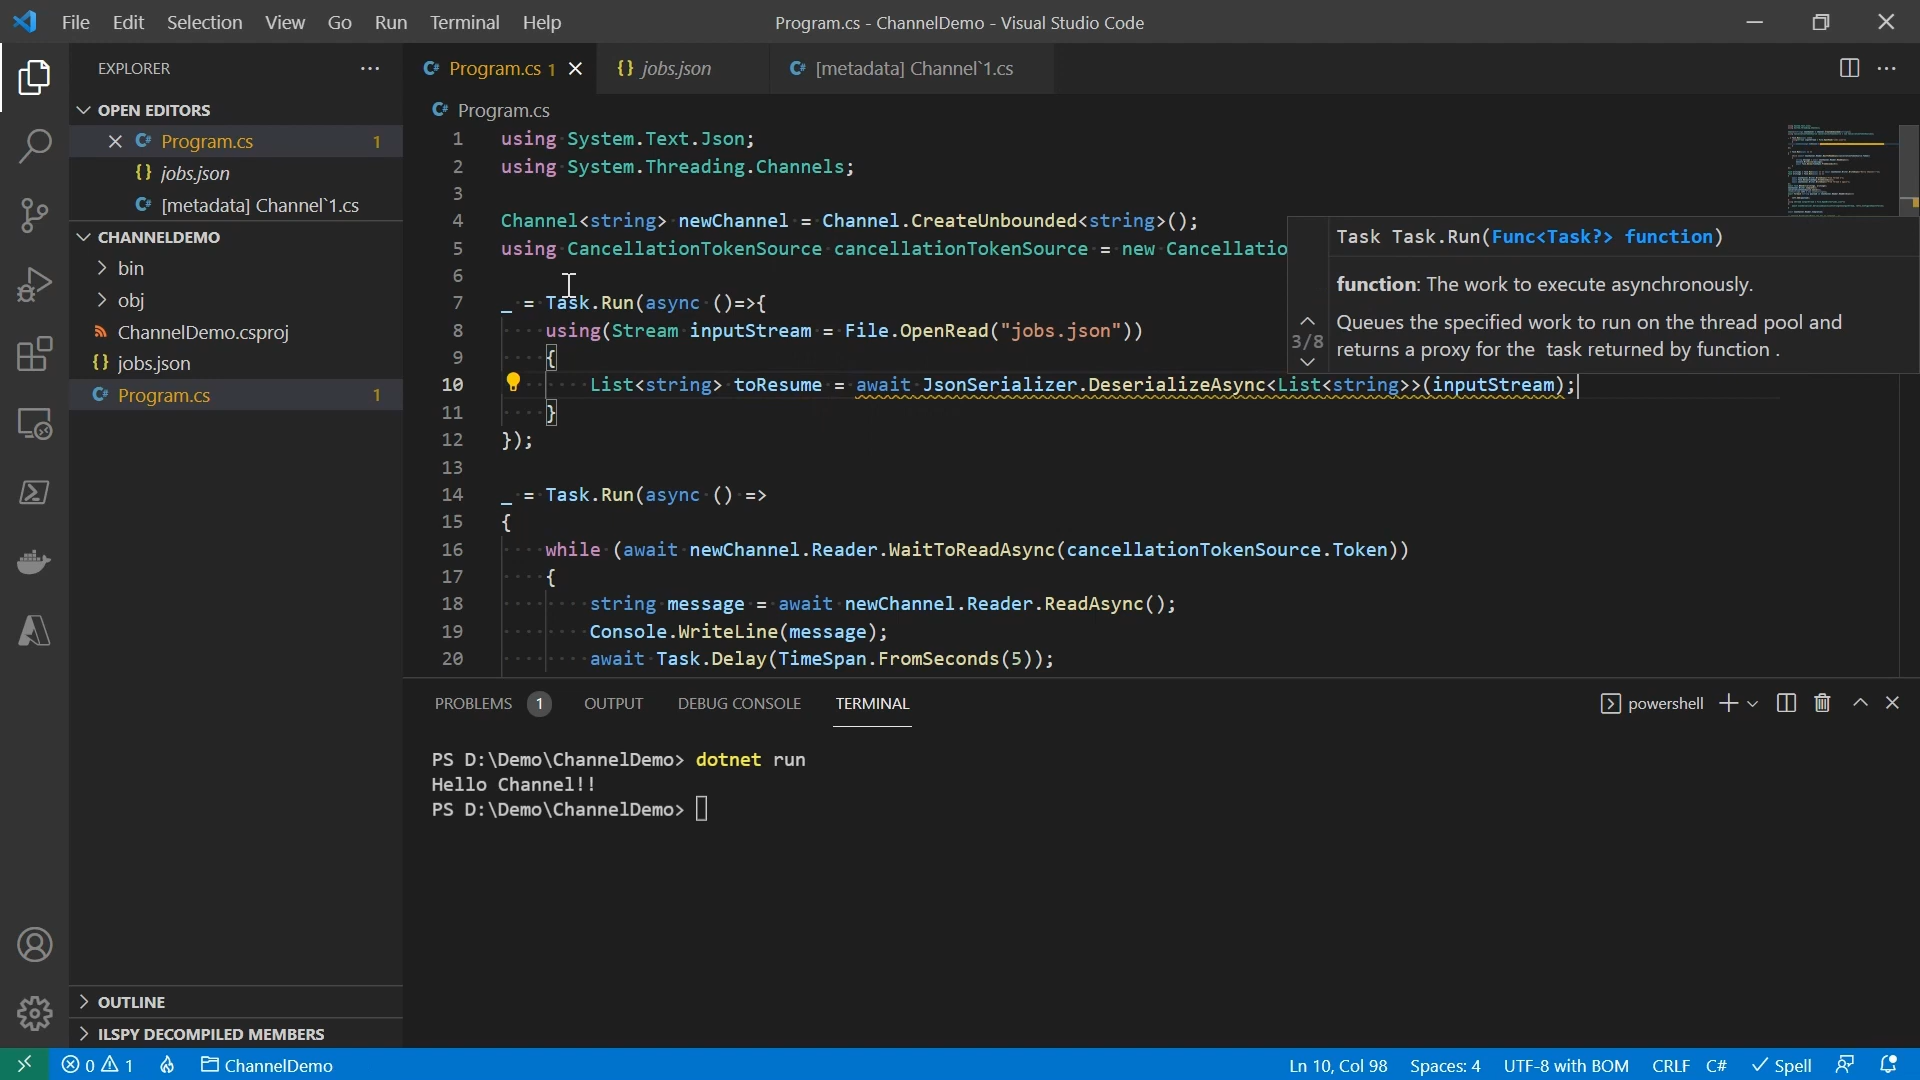 File Edit Selection View Go Run Terminal Help Program.cs - ChannelDemo - Visual Studio Code
EXPLORER
OPEN EDITORS
Program.cs 1
jobs.json
[metadata] Channel`1.cs
CHANNELDEMO
bin
obj
ChannelDemo.csproj
jobs.json
Program.cs 1
OUTLINE
ILSPY DECOMPILED MEMBERS
Program.cs 1 jobs.json [metadata] Channel`1.cs
Program.cs
1 using System.Text.Json;
2 using System.Threading.Channels;
3
4 Channel<string> newChannel = Channel.CreateUnbounded<string>();
5 using CancellationTokenSource cancellationTokenSource = new Cancellatio
6
7 _ = Task.Run(async ()=>{
8 using(Stream inputStream = File.OpenRead("jobs.json"))
9 {
10 List<string> toResume = await JsonSerializer.DeserializeAsync<List<string>>(inputStream);
11 }
12 });
13
14 _ = Task.Run(async () =>
15 {
16 while (await newChannel.Reader.WaitToReadAsync(cancellationTokenSource.Token))
17 {
18 string message = await newChannel.Reader.ReadAsync();
19 Console.WriteLine(message);
20 await Task.Delay(TimeSpan.FromSeconds(5));
Task Task.Run(Func<Task?> function)
function: The work to execute asynchronously.
3/8
Queues the specified work to run on the thread pool and
returns a proxy for the task returned by function .
PROBLEMS 1 OUTPUT DEBUG CONSOLE TERMINAL powershell
PS D:\Demo\ChannelDemo> dotnet run
Hello Channel!!
PS D:\Demo\ChannelDemo>
0 1 ChannelDemo Ln 10, Col 98 Spaces: 4 UTF-8 with BOM CRLF C# Spell